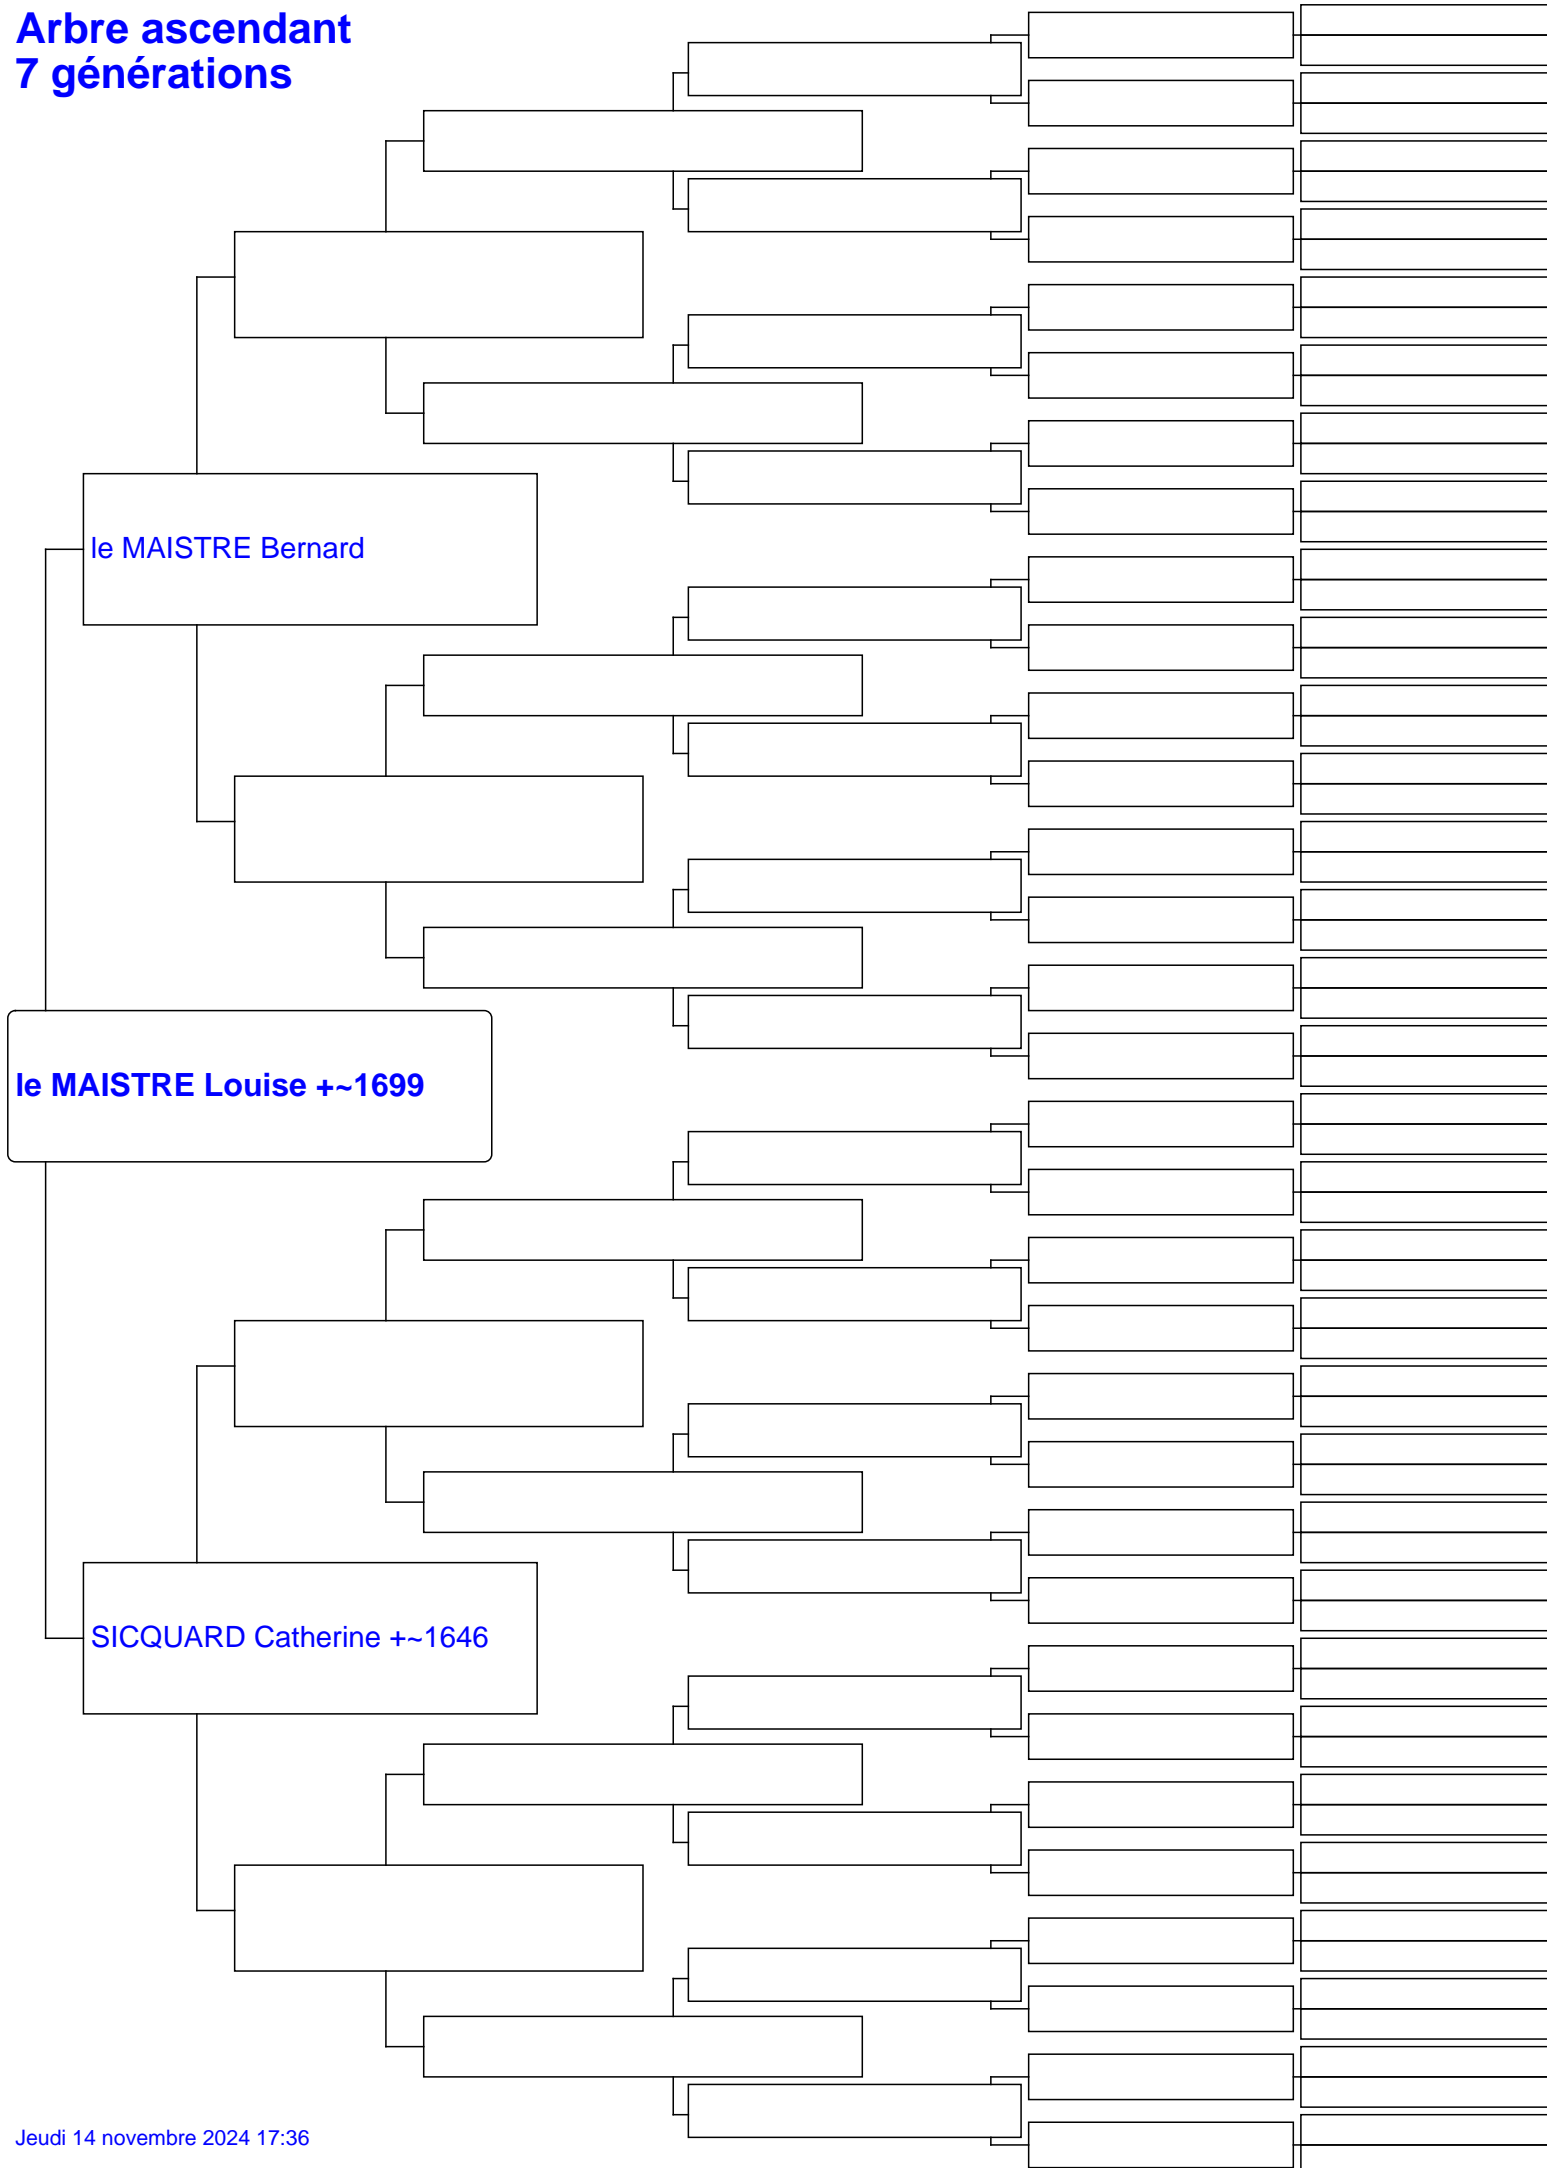 Arbre ascendant
7 générations
le MAISTRE Bernard
le MAISTRE Louise +~1699
SICQUARD Catherine +~1646
Jeudi 14 novembre 2024 17:36